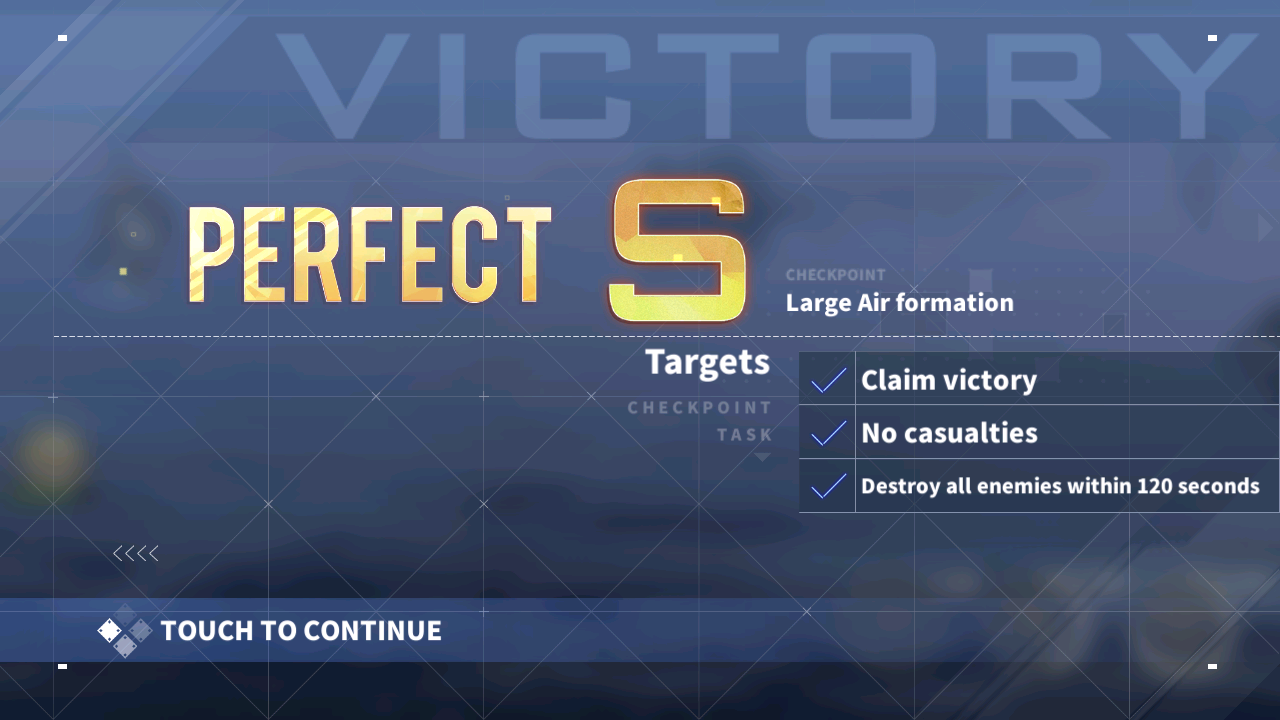 VICTORY
PERFECT S
CHECKPOINT
Large Air formation
Targets
CHECKPOINT
TASK
Claim victory
No casualties
Destroy all enemies within 120 seconds
TOUCH TO CONTINUE